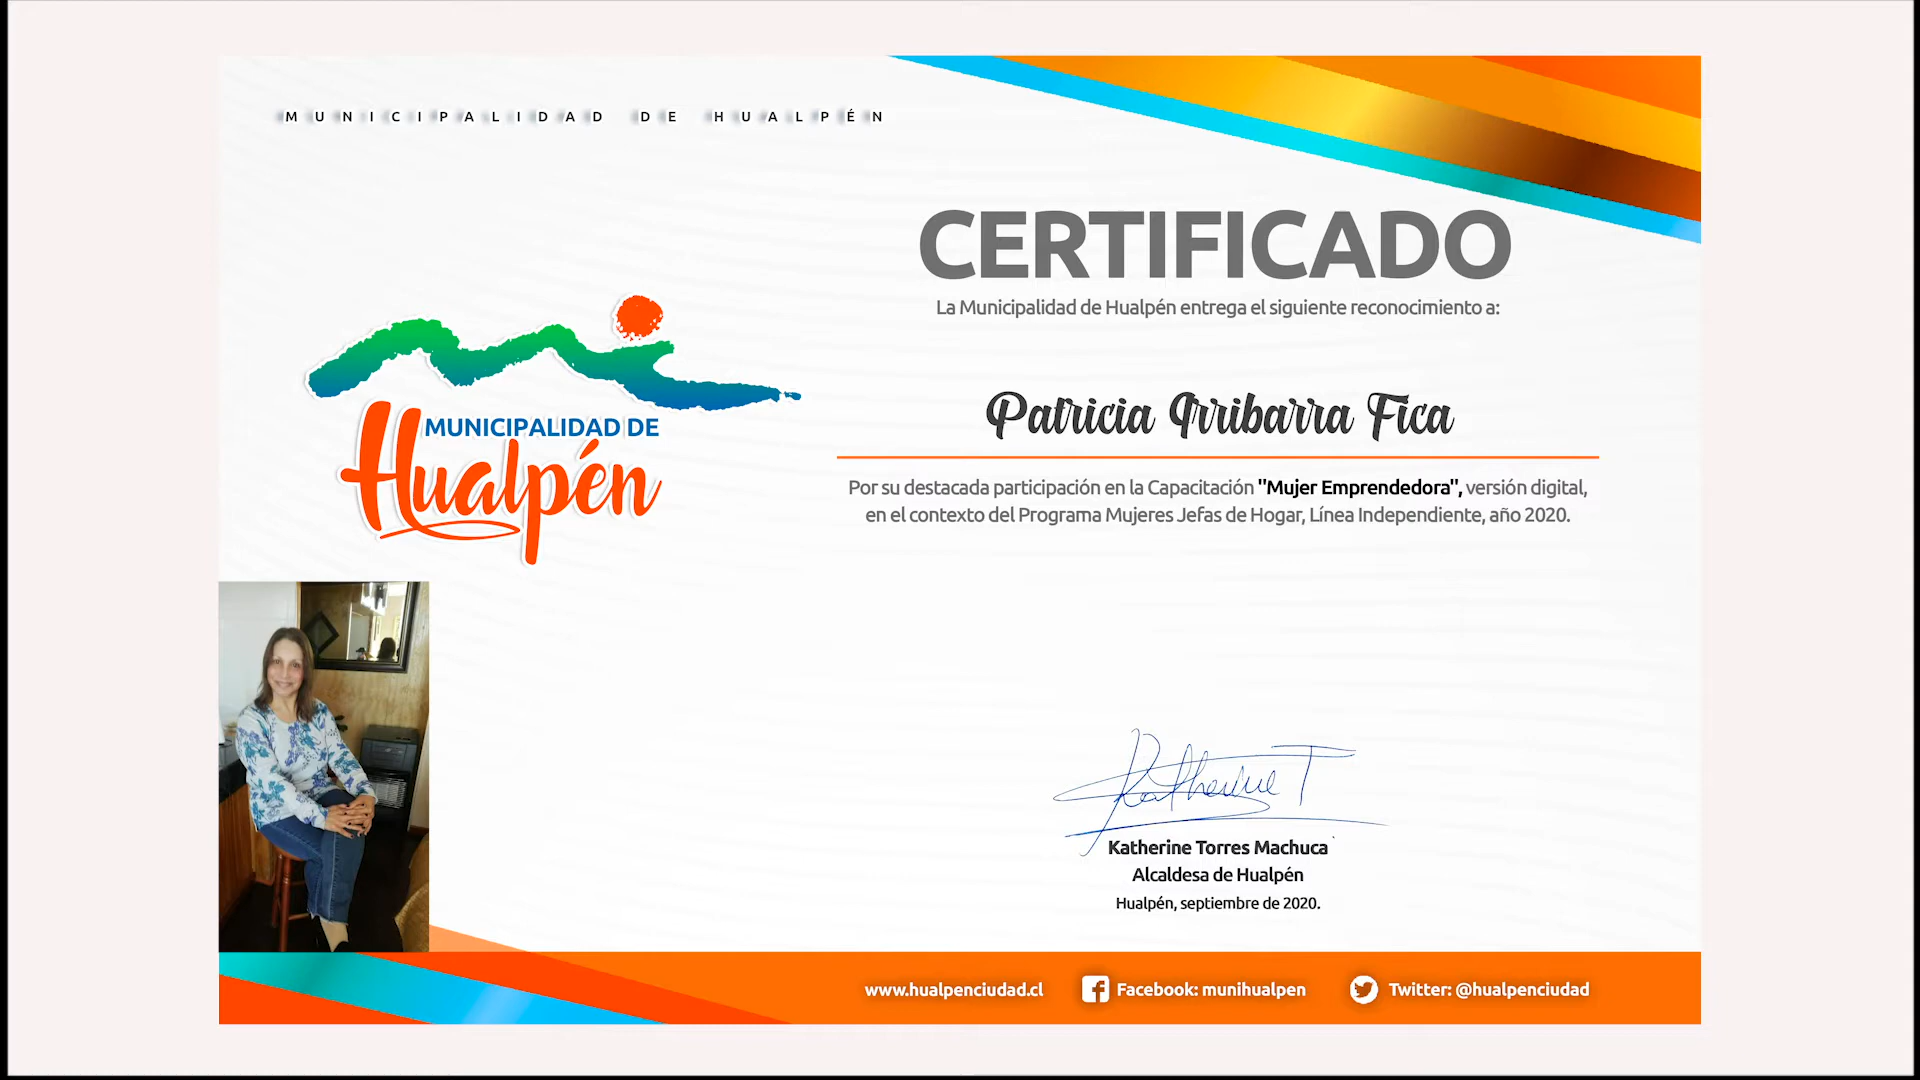 MUNICIPALIDAD DE HUALPÉN
CERTIFICADO
La Municipalidad de Hualpén entrega el siguiente reconocimiento a:
MUNICIPALIDAD DE
Hualpén
Patricia Irribarra Fica
Por su destacada participación en la Capacitación "Mujer Emprendedora", versión digital,
en el contexto del Programa Mujeres Jefas de Hogar, Línea Independiente, año 2020.
Katherine T
Katherine Torres Machuca
Alcaldesa de Hualpén
Hualpén, septiembre de 2020.
www.hualpenciudad.cl Facebook: munihualpen Twitter: @hualpenciudad